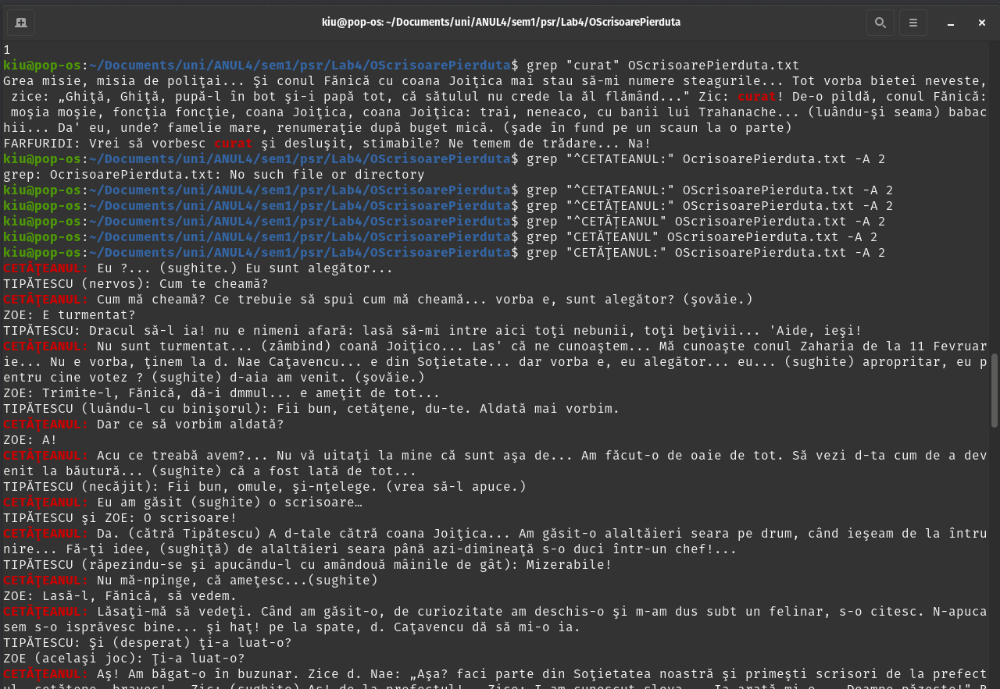 kiu@pop-os: ~/Documents/uni/ANUL4/sem1/psr/Lab4/OScrisoarePierduta
1
kiu@pop-os:~/Documents/uni/ANUL4/sem1/psr/Lab4/OScrisoarePierduta$ grep "curat" OScrisoarePierduta.txt
Grea misie, misia de poliţai... Şi conul Fănică cu coana Joiţica mai stau să-mi numere steagurile... Tot vorba bietei neveste,
 zice: „Ghiţă, Ghiţă, pupă-l în bot şi-i papă tot, că sătulul nu crede la ăl flămând..." Zic: curat! De-o pildă, conul Fănică:
 moşia moşie, foncţia foncţie, coana Joiţica, coana Joiţica: trai, neneaco, cu banii lui Trahanache... (luându-şi seama) babac
hii... Da' eu, unde? famelie mare, renumeraţie după buget mică. (şade în fund pe un scaun la o parte)
FARFURIDI: Vrei să vorbesc curat şi desluşit, stimabile? Ne temem de trădare... Na!
kiu@pop-os:~/Documents/uni/ANUL4/sem1/psr/Lab4/OScrisoarePierduta$ grep "^CETATEANUL:" OcrisoarePierduta.txt -A 2
grep: OcrisoarePierduta.txt: No such file or directory
kiu@pop-os:~/Documents/uni/ANUL4/sem1/psr/Lab4/OScrisoarePierduta$ grep "^CETATEANUL:" OScrisoarePierduta.txt -A 2
kiu@pop-os:~/Documents/uni/ANUL4/sem1/psr/Lab4/OScrisoarePierduta$ grep "^CETĂȚEANUL:" OScrisoarePierduta.txt -A 2
kiu@pop-os:~/Documents/uni/ANUL4/sem1/psr/Lab4/OScrisoarePierduta$ grep "^CETĂȚEANUL" OScrisoarePierduta.txt -A 2
kiu@pop-os:~/Documents/uni/ANUL4/sem1/psr/Lab4/OScrisoarePierduta$ grep "CETĂȚEANUL" OScrisoarePierduta.txt -A 2
kiu@pop-os:~/Documents/uni/ANUL4/sem1/psr/Lab4/OScrisoarePierduta$ grep "CETĂŢEANUL:" OScrisoarePierduta.txt -A 2
CETĂŢEANUL: Eu ?... (sughite.) Eu sunt alegător...
TIPĂTESCU (nervos): Cum te cheamă?
CETĂŢEANUL: Cum mă cheamă? Ce trebuie să spui cum mă cheamă... vorba e, sunt alegător? (şovăie.)
ZOE: E turmentat?
TIPĂTESCU: Dracul să-l ia! nu e nimeni afară: lasă să-mi intre aici toţi nebunii, toţi beţivii... 'Aide, ieşi!
CETĂŢEANUL: Nu sunt turmentat... (zâmbind) coană Joiţico... Las' că ne cunoaştem... Mă cunoaşte conul Zaharia de la 11 Fevruar
ie... Nu e vorba, ţinem la d. Nae Caţavencu... e din Soţietate... dar vorba e, eu alegător... eu... (sughite) apropritar, eu p
entru cine votez ? (sughite) d-aia am venit. (şovăie.)
ZOE: Trimite-l, Fănică, dă-i dmmul... e ameţit de tot...
TIPĂTESCU (luându-l cu binişorul): Fii bun, cetăţene, du-te. Aldată mai vorbim.
CETĂŢEANUL: Dar ce să vorbim aldată?
ZOE: A!
CETĂŢEANUL: Acu ce treabă avem?... Nu vă uitaţi la mine că sunt aşa de... Am făcut-o de oaie de tot. Să vezi d-ta cum de a dev
enit la băutură... (sughite) că a fost lată de tot...
TIPĂTESCU (necăjit): Fii bun, omule, şi-nţelege. (vrea să-l apuce.)
CETĂŢEANUL: Eu am găsit (sughite) o scrisoare…
TIPĂTESCU şi ZOE: O scrisoare!
CETĂŢEANUL: Da. (cătră Tipătescu) A d-tale cătră coana Joiţica... Am găsit-o alaltăieri seara pe drum, când ieşeam de la întru
nire... Fă-ţi idee, (sughiţă) de alaltăieri seara până azi-dimineaţă s-o duci într-un chef!...
TIPĂTESCU (răpezindu-se şi apucându-l cu amândouă mâinile de gât): Mizerabile!
CETĂŢEANUL: Nu mă-npinge, că ameţesc...(sughite)
ZOE: Lasă-l, Fănică, să vedem.
CETĂŢEANUL: Lăsaţi-mă să vedeţi. Când am găsit-o, de curiozitate am deschis-o şi m-am dus subt un felinar, s-o citesc. N-apuca
sem s-o isprăvesc bine... şi haţ! pe la spate, d. Caţavencu dă să mi-o ia.
TIPĂTESCU: Şi (desperat) ţi-a luat-o?
ZOE (acelaşi joc): Ţi-a luat-o?
CETĂŢEANUL: Aş! Am băgat-o în buzunar. Zice d. Nae: „Aşa? faci parte din Soţietatea noastră şi primeşti scrisori de la prefect